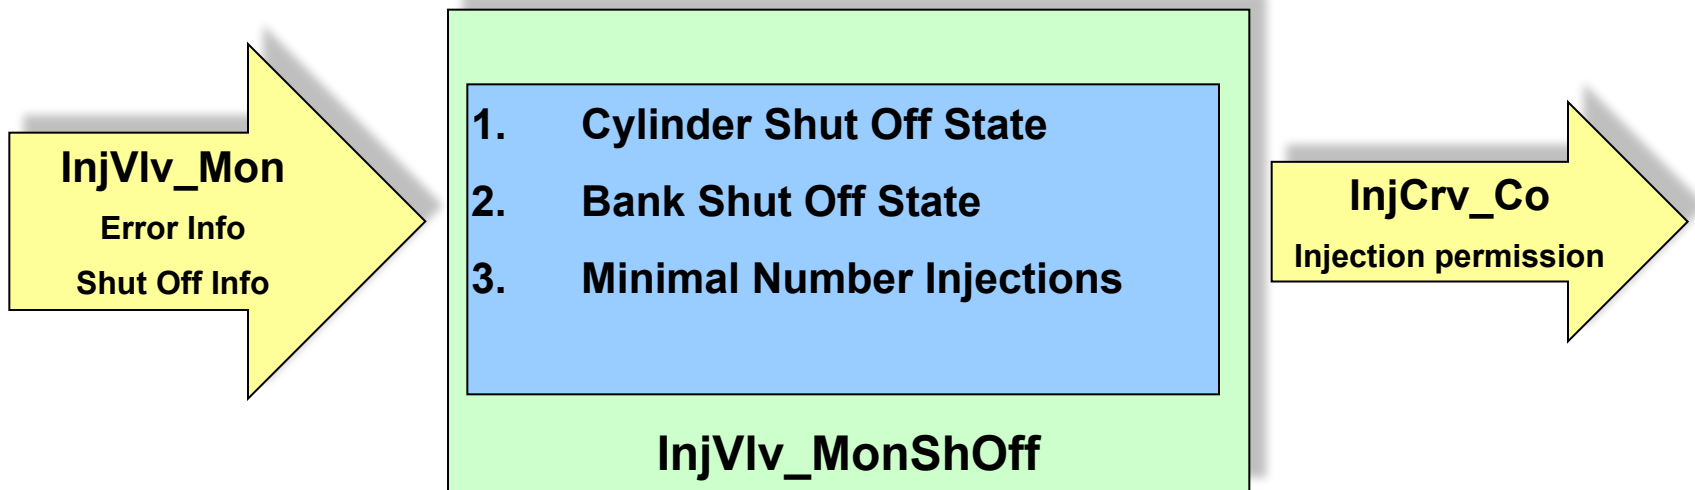 InjVlv_Mon
Error Info
Shut Off Info
1. Cylinder Shut Off State
2. Bank Shut Off State
3. Minimal Number Injections
InjVlv_MonShOff
InjCrv_Co
Injection permission